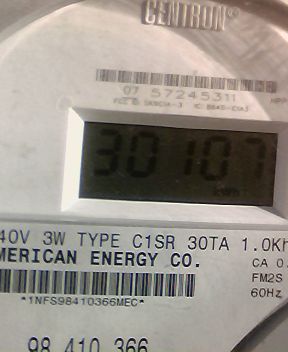 CENTRON®
07 57245311
30107
kWh
40V 3W TYPE C1SR 30TA 1.0Kh
MERICAN ENERGY CO.
CA 0.
FM2S
*1NFS98410366MEC*
60Hz
98 410 366